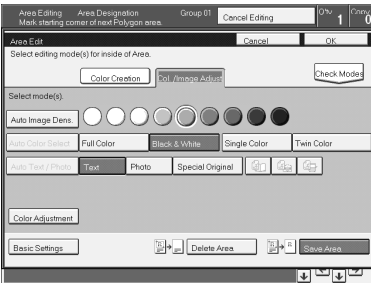 Area Editing Area Designation Group 01 Cancel Editing Q'ty 1 Copy 0
Mark starting corner of next Polygon area.
Area Edit Cancel OK
Select editing mode(s) for inside of Area.
Color Creation Col./Image Adjust Check Modes
Select mode(s).
Auto Image Dens.
Auto Color Select Full Color Black & White Single Color Twin Color
Auto Text / Photo Text Photo Special Original
Color Adjustment
Basic Settings Delete Area Save Area